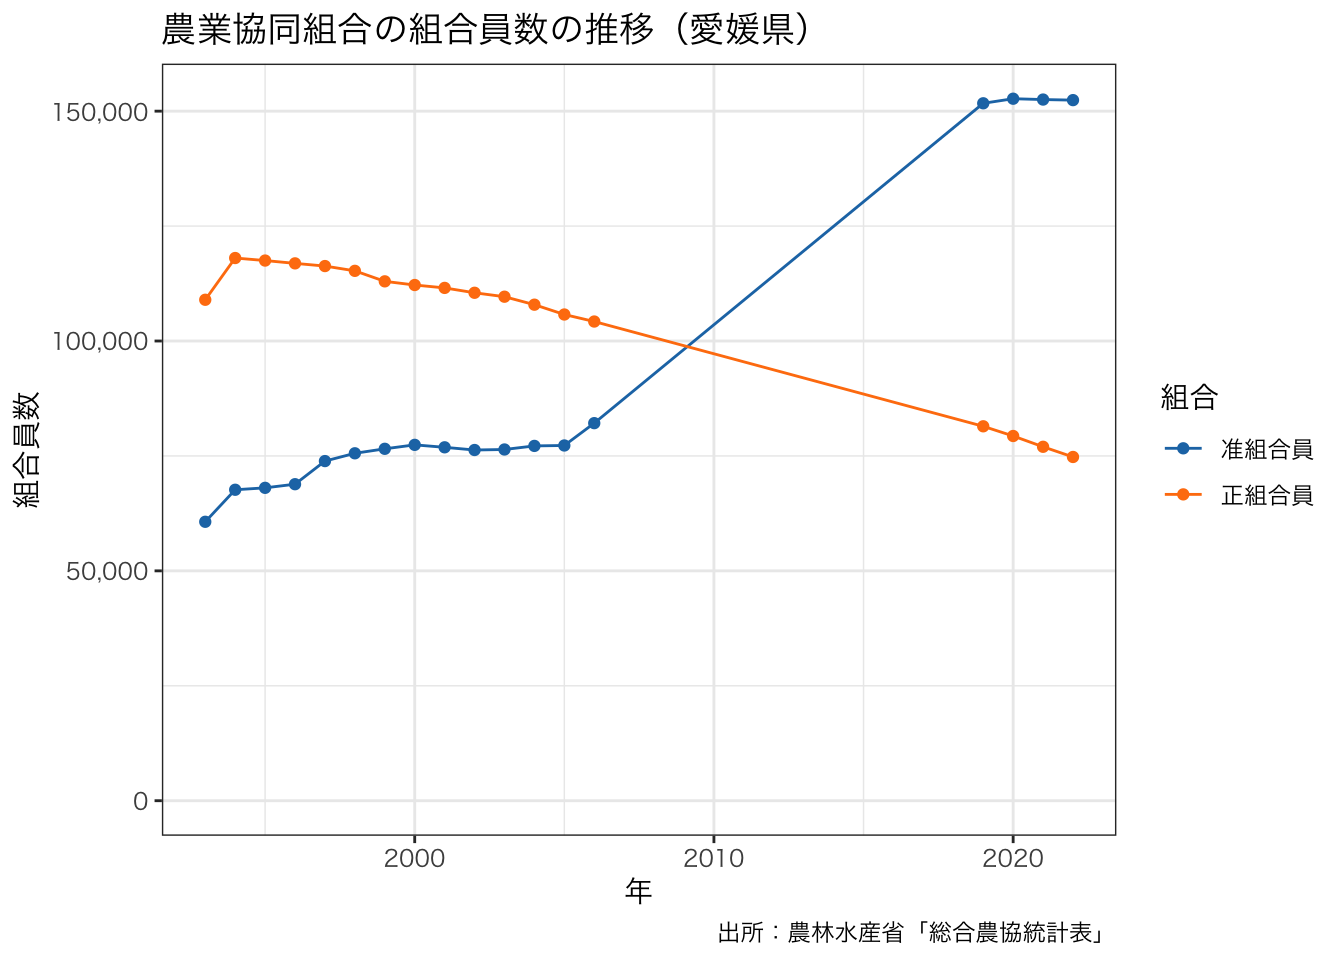 農業協同組合の組合員数の推移（愛媛県）
150,000
100,000
50,000
0
組合員数
2000 2010 2020
年
組合
准組合員
正組合員
出所：農林水産省「総合農協統計表」